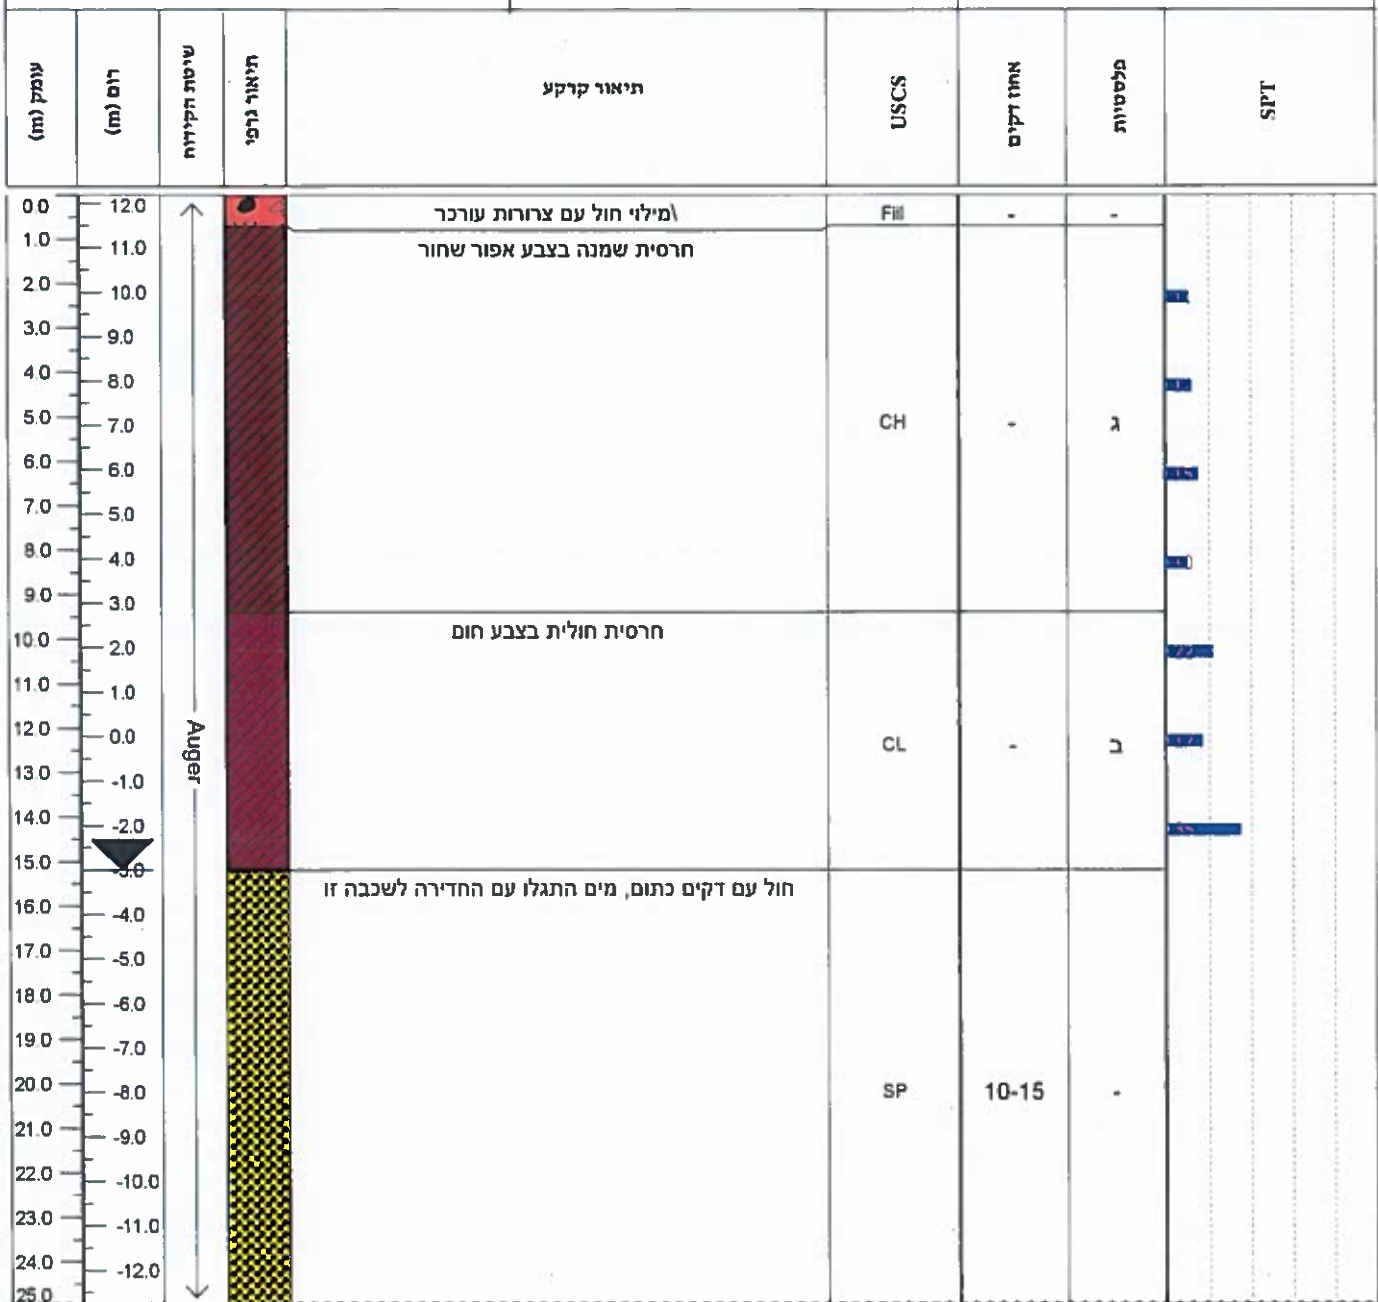 עומק (m)
רום (m)
שיטת הקידוח
תיאור גרפי
תיאור קרקע
USCS
אחוז דקים
פלסטיות
SPT
0.0
1.0
2.0
3.0
4.0
5.0
6.0
7.0
8.0
9.0
10.0
11.0
12.0
13.0
14.0
15.0
16.0
17.0
18.0
19.0
20.0
21.0
22.0
23.0
24.0
25.0
12.0
11.0
10.0
9.0
8.0
7.0
6.0
5.0
4.0
3.0
2.0
1.0
0.0
-1.0
-2.0
-3.0
-4.0
-5.0
-6.0
-7.0
-8.0
-9.0
-10.0
-11.0
-12.0
Auger
מילוי חול עם צרורות עורכר\
Fill
-
-
חרסית שמנה בצבע אפור שחור
CH
-
ג
חרסית חולית בצבע חום
CL
-
ב
חול עם דקים כתום, מים התגלו עם החדירה לשכבה זו
SP
10-15
-